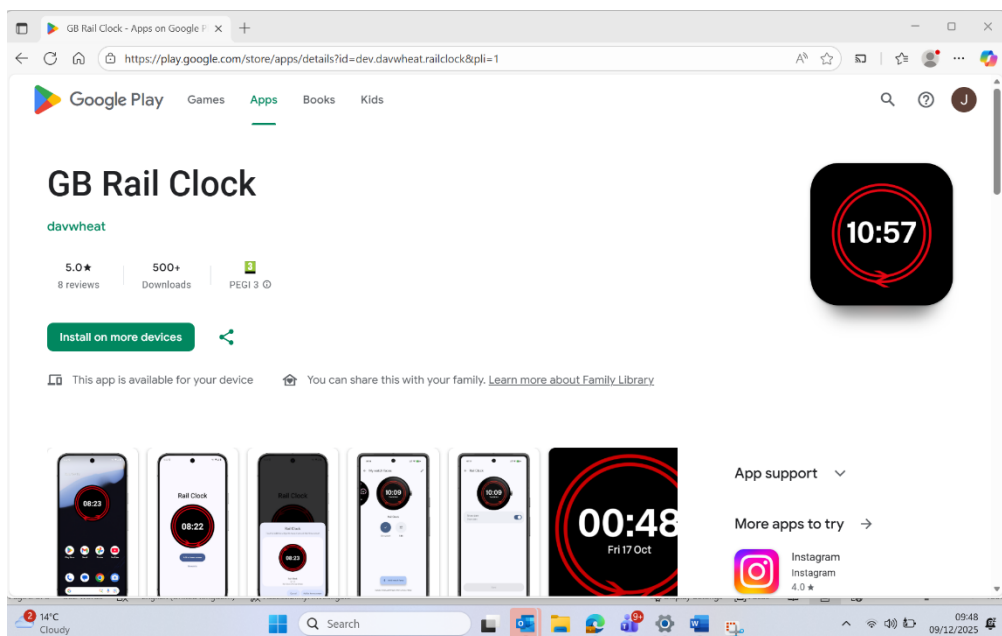 GB Rail Clock - Apps on Google P
https://play.google.com/store/apps/details?id=dev.davwheat.railclock&pli=1
Google Play Games Apps Books Kids
J
GB Rail Clock
davwheat
5.0★ 500+ 3
8 reviews Downloads PEGI 3
10:57
Install on more devices
This app is available for your device You can share this with your family. Learn more about Family Library
08:23
Rail Clock
08:22
Rail Clock
08:23
10:09
10:09
00:48
Fri 17 Oct
App support
More apps to try →
Instagram
Instagram
4.0★
2 14°C
Cloudy
Search
9+
09:48
09/12/2025